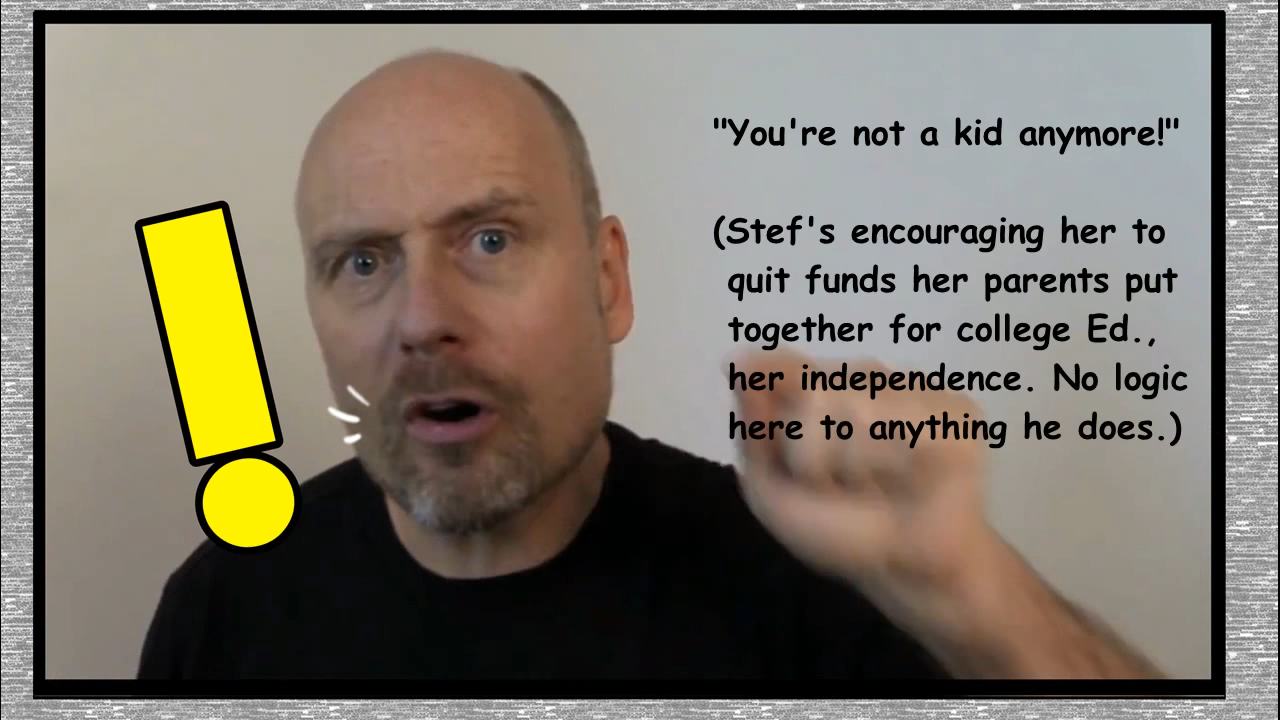 "You're not a kid anymore!"
(Stef's encouraging her to
quit funds her parents put
together for college Ed.,
her independence. No logic
here to anything he does.)